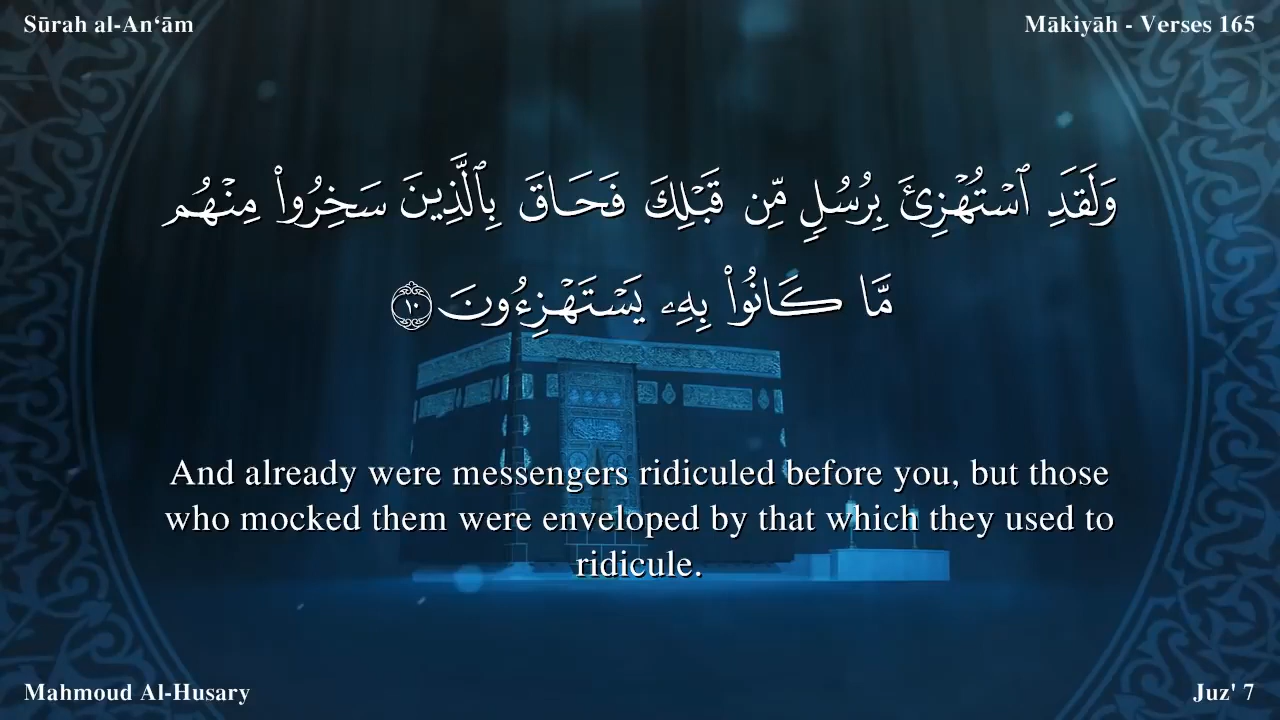 Sūrah al-An‘ām
Mākiyāh - Verses 165
وَلَقَدِ ٱسْتُهْزِئَ بِرُسُلٍ مِّن قَبْلِكَ فَحَاقَ بِٱلَّذِينَ سَخِرُوا۟ مِنْهُم
مَّا كَانُوا۟ بِهِۦ يَسْتَهْزِءُونَ ١٠
And already were messengers ridiculed before you, but those
who mocked them were enveloped by that which they used to
ridicule.
Mahmoud Al-Husary
Juz' 7